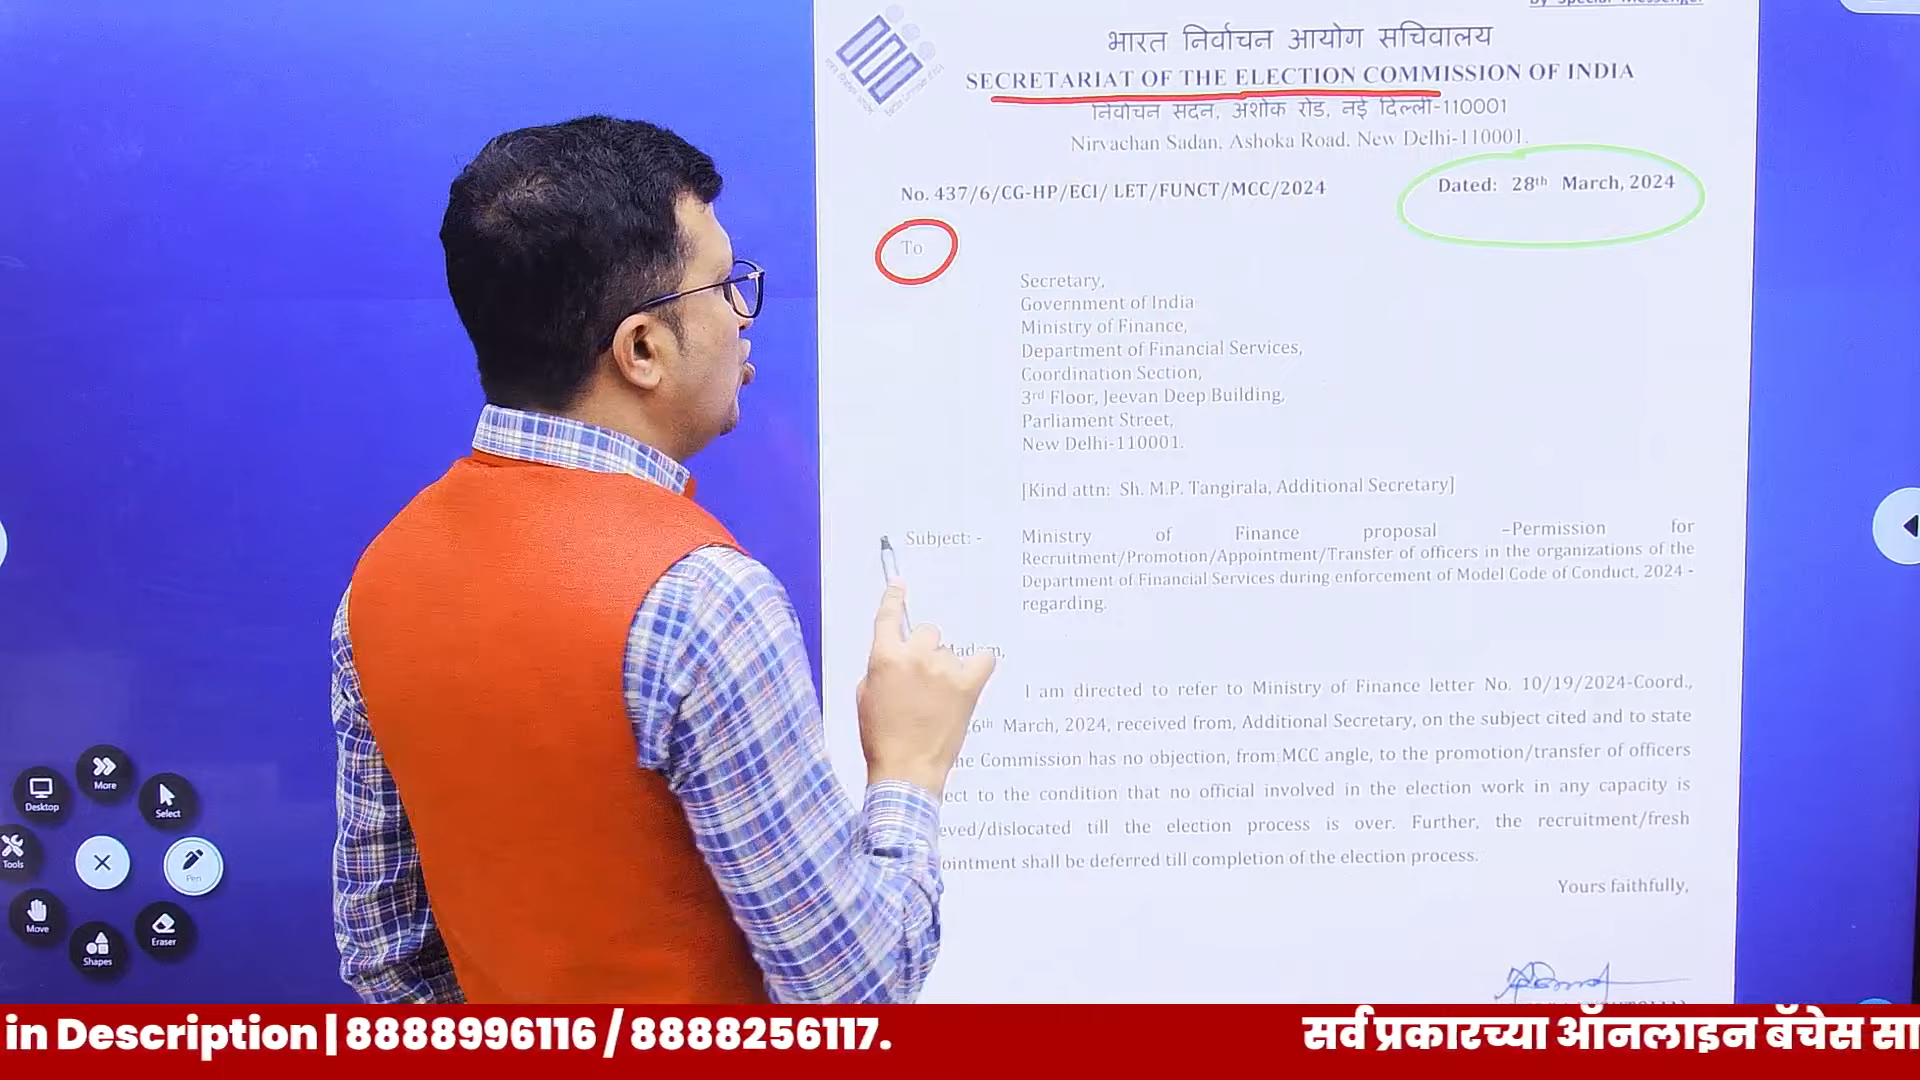 By Special Messenger
भारत निर्वाचन आयोग सचिवालय
SECRETARIAT OF THE ELECTION COMMISSION OF INDIA
निर्वाचन सदन, अशोक रोड, नई दिल्ली-110001
Nirvachan Sadan, Ashoka Road, New Delhi-110001.
No. 437/6/CG-HP/ECI/ LET/FUNCT/MCC/2024
Dated: 28th March, 2024
To
Secretary,
Government of India
Ministry of Finance,
Department of Financial Services,
Coordination Section,
3rd Floor, Jeevan Deep Building,
Parliament Street,
New Delhi-110001.
[Kind attn: Sh. M.P. Tangirala, Additional Secretary]
Subject: - Ministry of Finance proposal –Permission for
Recruitment/Promotion/Appointment/Transfer of officers in the organizations of the
Department of Financial Services during enforcement of Model Code of Conduct, 2024 -
regarding.
Madam,
I am directed to refer to Ministry of Finance letter No. 10/19/2024-Coord.,
6th March, 2024, received from, Additional Secretary, on the subject cited and to state
he Commission has no objection, from MCC angle, to the promotion/transfer of officers
ect to the condition that no official involved in the election work in any capacity is
eved/dislocated till the election process is over. Further, the recruitment/fresh
ointment shall be deferred till completion of the election process.
Yours faithfully,
More
Desktop
Select
Tools
Pen
Move
Eraser
Shapes
in Description | 8888996116 / 8888256117.
सर्व प्रकारच्या ऑनलाइन बॅचेस सा